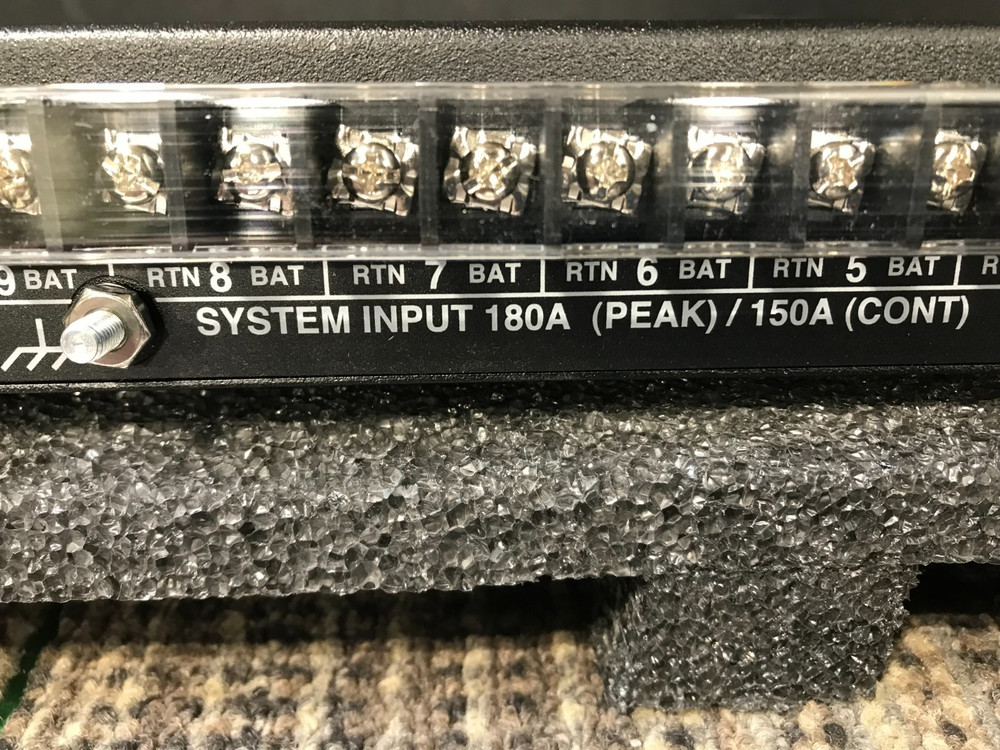 9 BAT RTN 8 BAT RTN 7 BAT RTN 6 BAT RTN 5 BAT R
SYSTEM INPUT 180A (PEAK) / 150A (CONT)